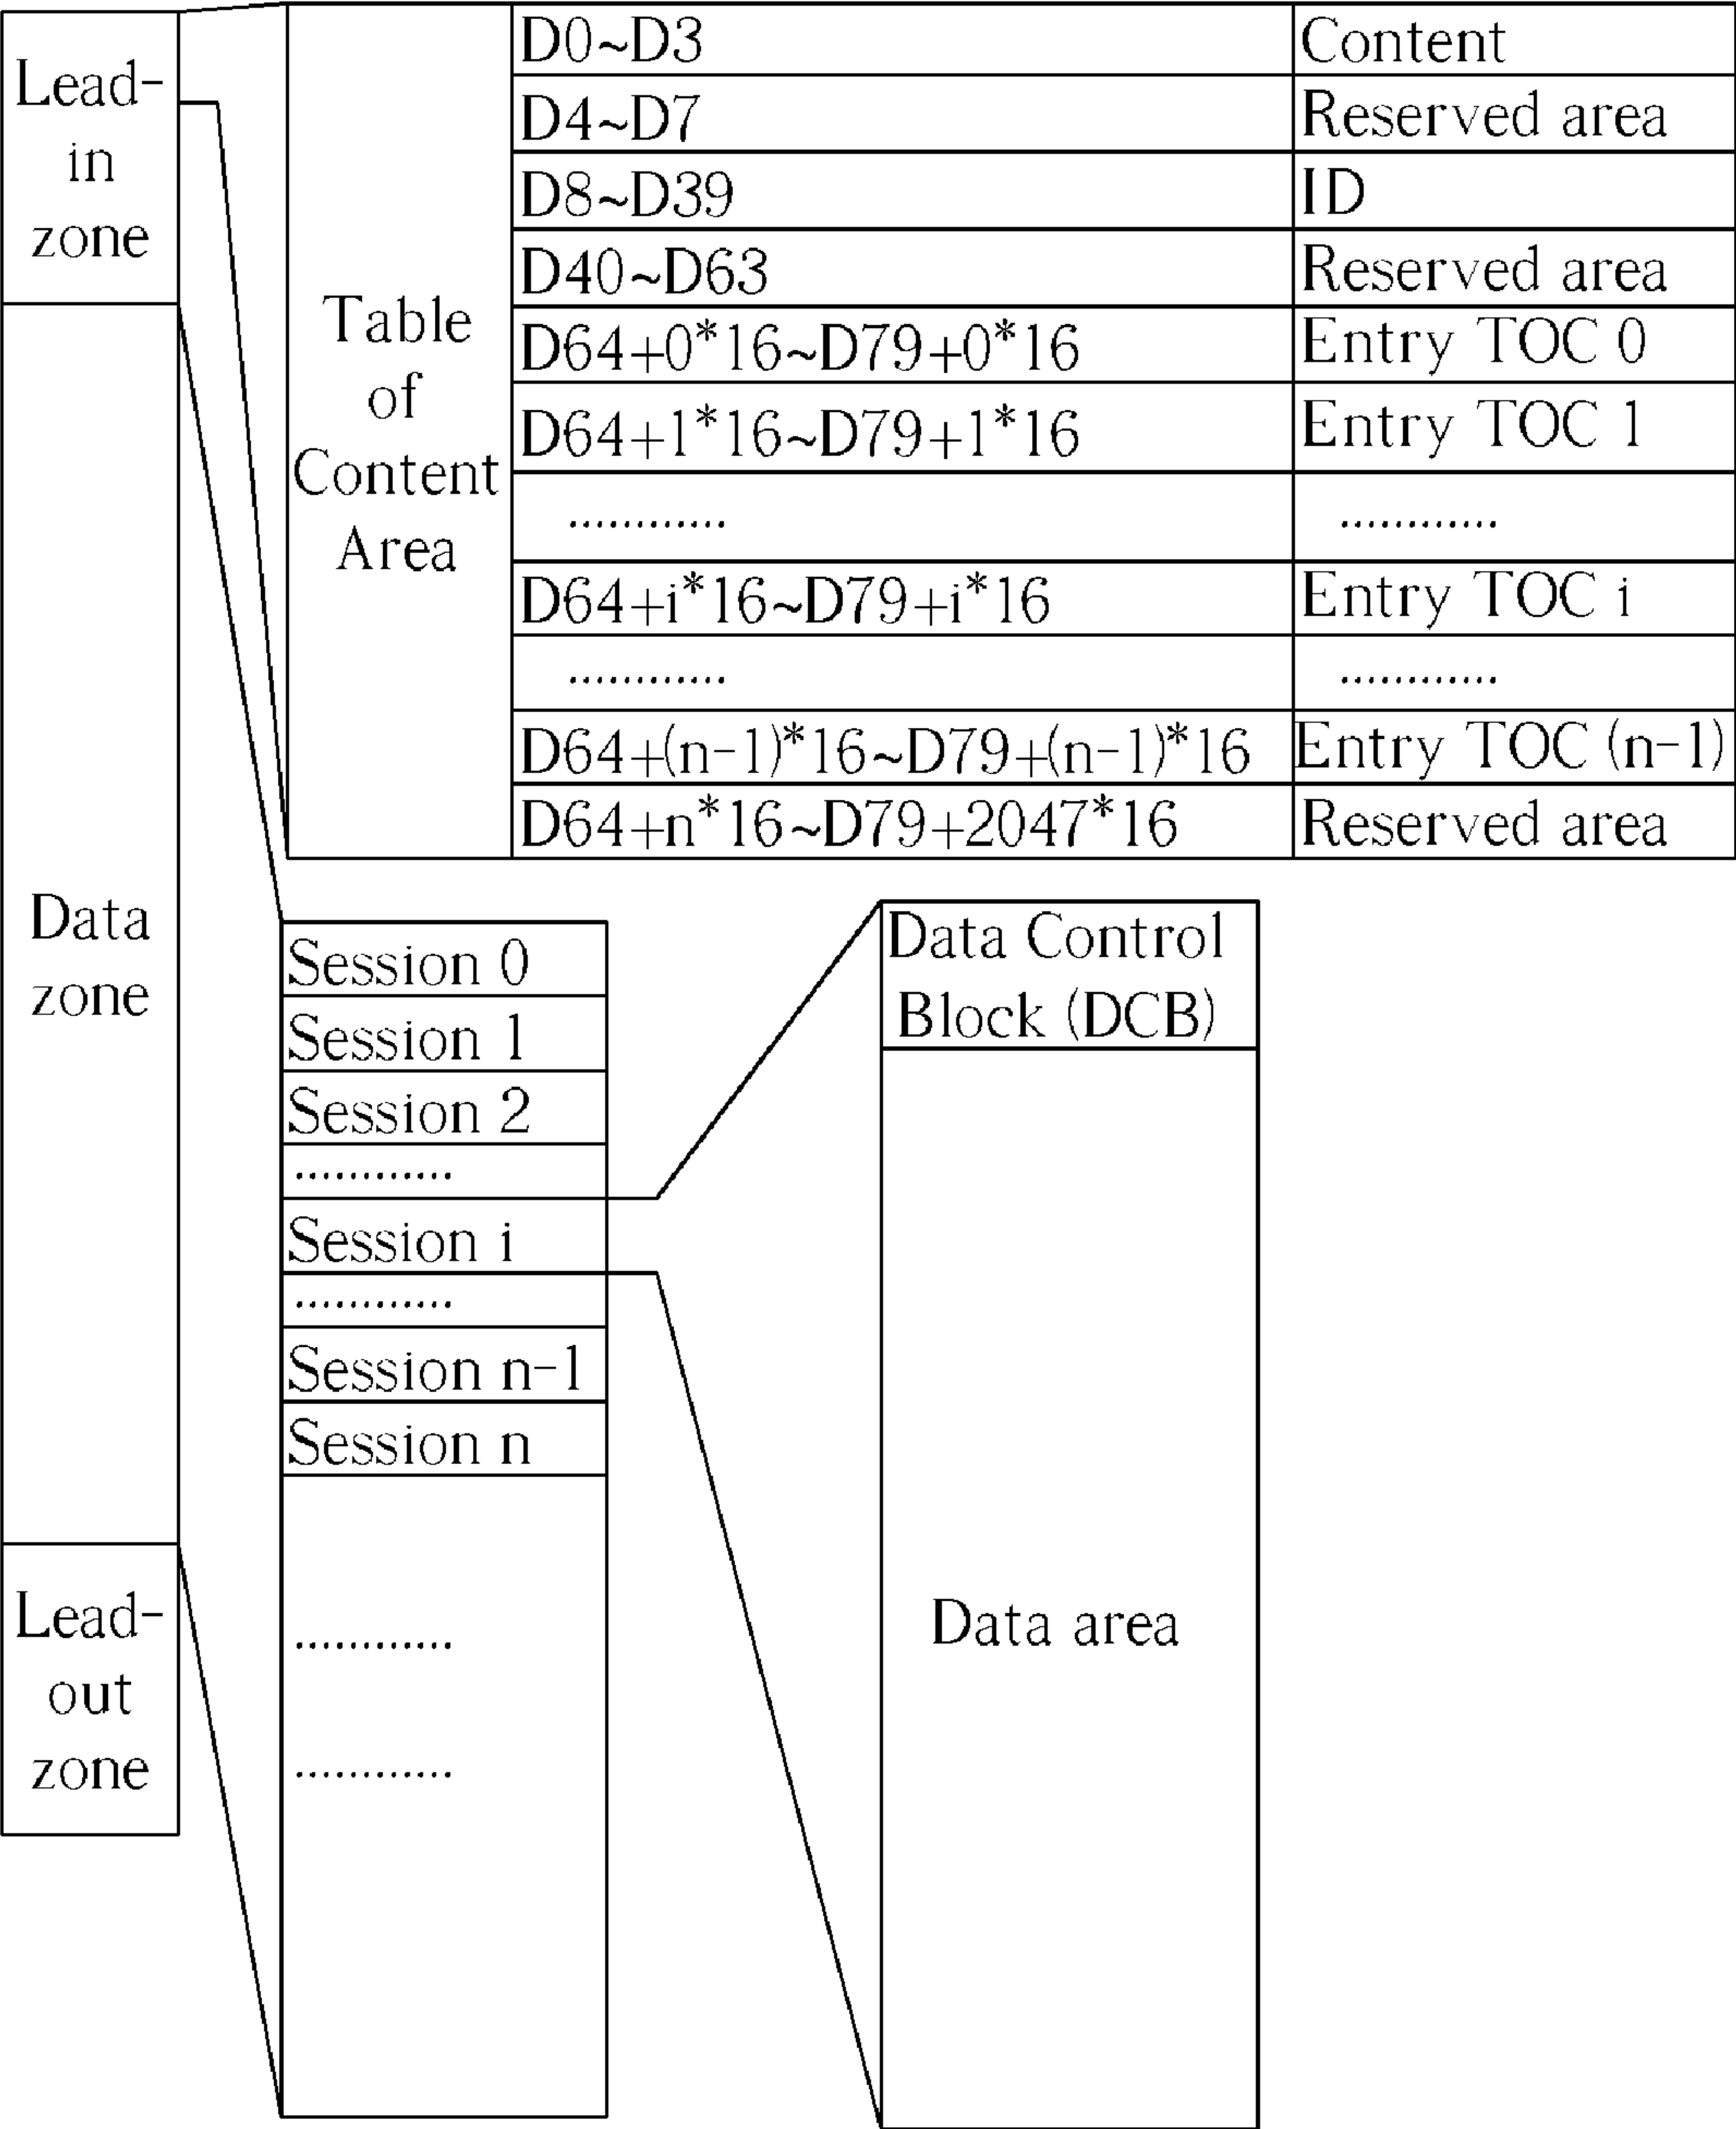 Lead-
in
zone
Data
zone
Lead-
out
zone
Table
of
Content
Area
D0~D3 Content
D4~D7 Reserved area
D8~D39 ID
D40~D63 Reserved area
D64+0*16~D79+0*16 Entry TOC 0
D64+1*16~D79+1*16 Entry TOC 1
............ ............
D64+i*16~D79+i*16 Entry TOC i
............ ............
D64+(n-1)*16~D79+(n-1)*16 Entry TOC (n-1)
D64+n*16~D79+2047*16 Reserved area
Session 0
Session 1
Session 2
............
Session i
............
Session n-1
Session n
............
............
Data Control
Block (DCB)
Data area